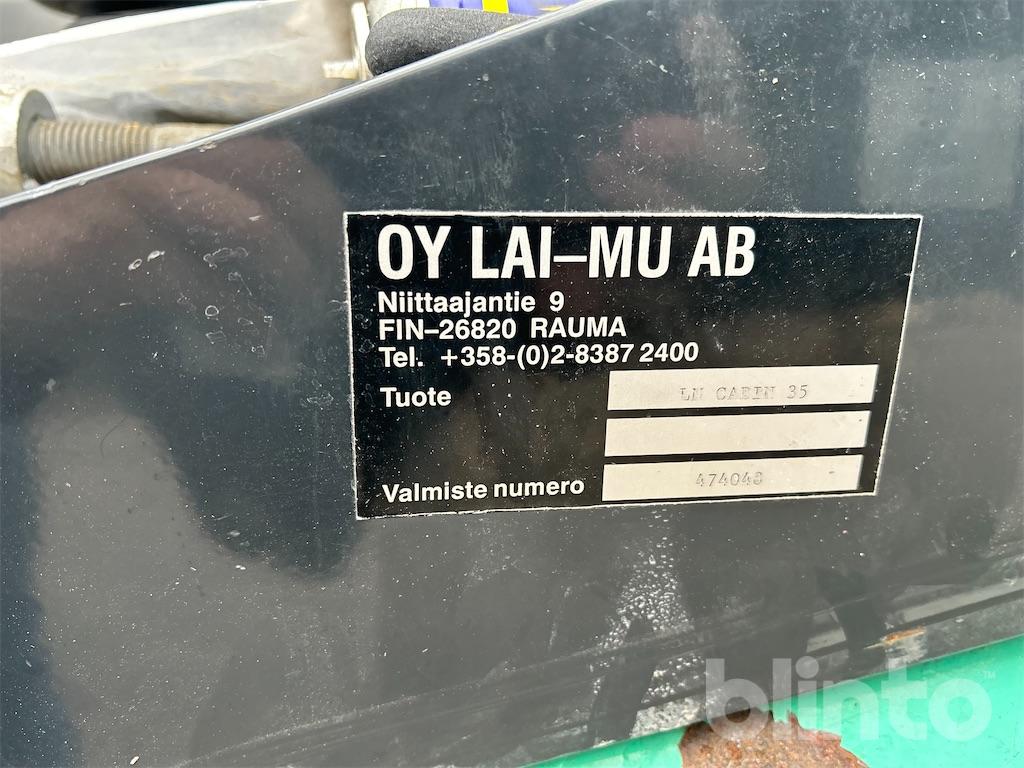 OY LAI–MU AB
Niittaajantie 9
FIN–26820 RAUMA
Tel. +358-(0)2-8387 2400
Tuote LM CABIN 35
Valmiste numero 474048
blinto™